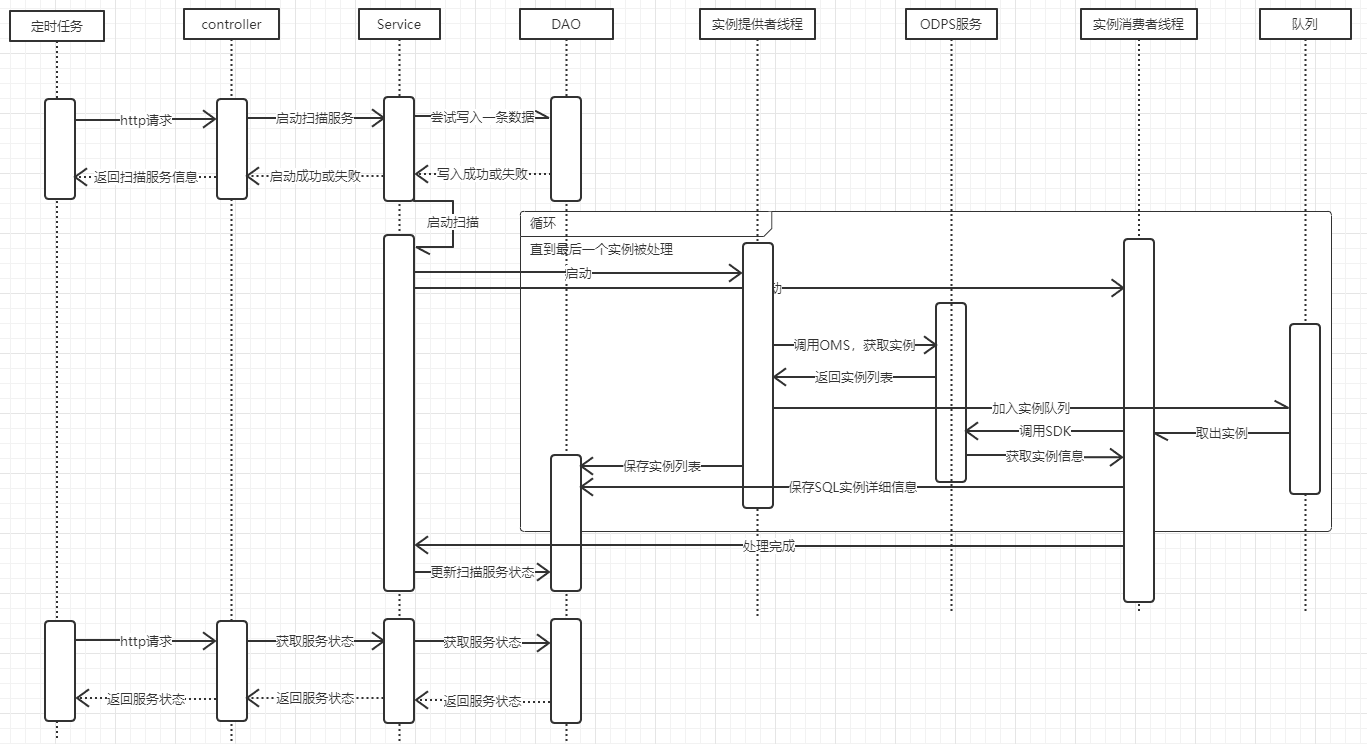 定时任务
controller
Service
DAO
实例提供者线程
ODPS服务
实例消费者线程
队列
http请求
启动扫描服务
尝试写入一条数据
返回扫描服务信息
启动成功或失败
写入成功或失败
启动扫描
循环
直到最后一个实例被处理
启动
动
调用OMS，获取实例
返回实例列表
加入实例队列
调用SDK
取出实例
获取实例信息
保存实例列表
保存SQL实例详细信息
处理完成
更新扫描服务状态
http请求
获取服务状态
获取服务状态
返回服务状态
返回服务状态
返回服务状态